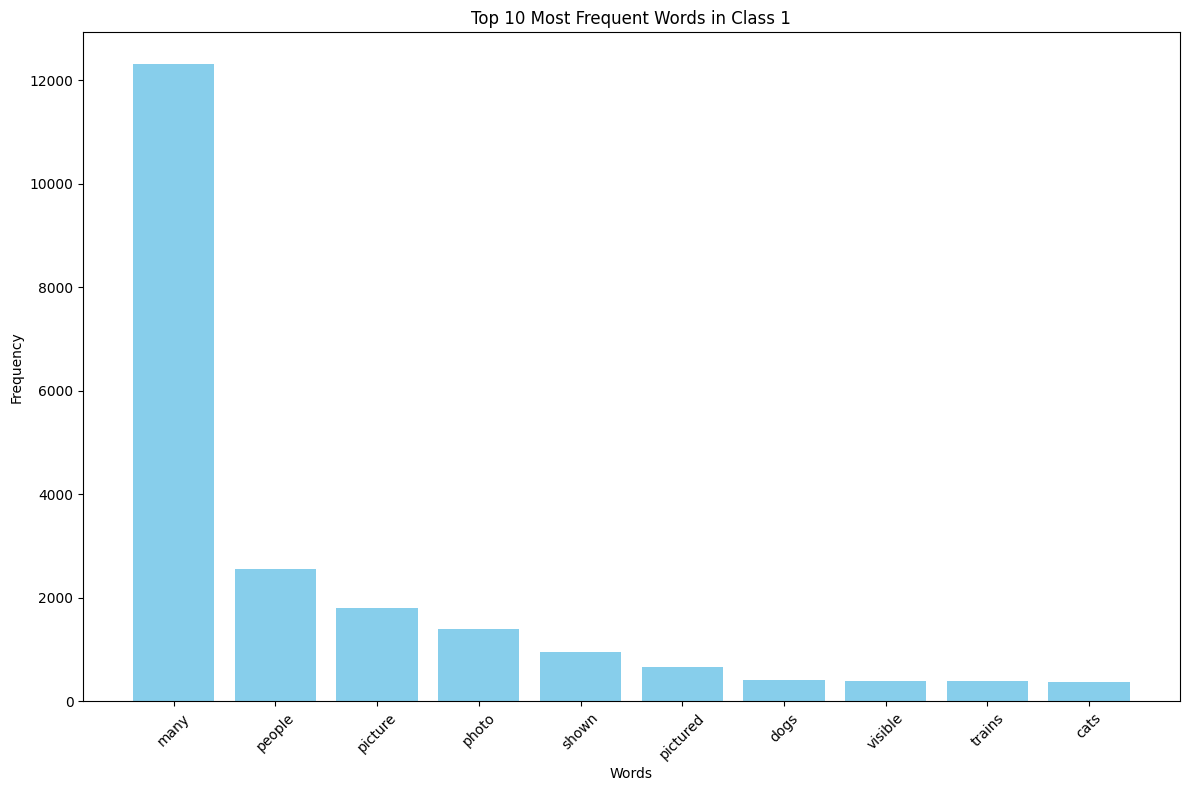 Top 10 Most Frequent Words in Class 1
Frequency
12000
10000
8000
6000
4000
2000
0
many people picture photo shown pictured dogs visible trains cats
Words